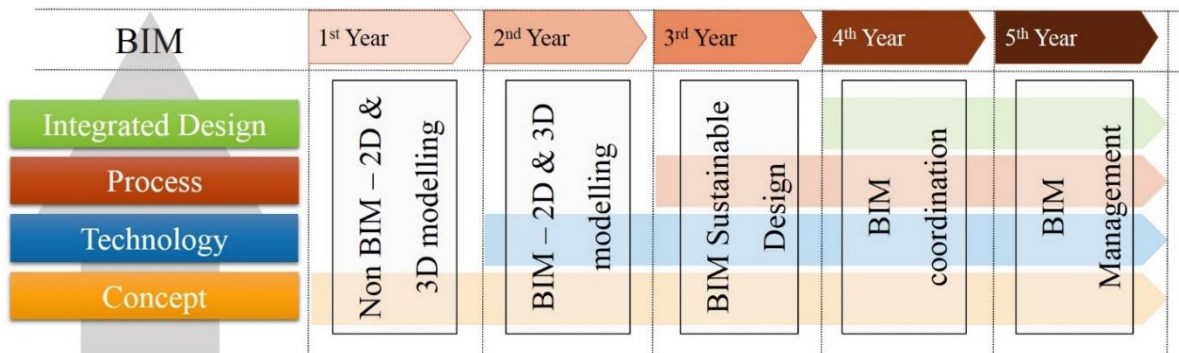 BIM
1st Year
2nd Year
3rd Year
4th Year
5th Year
Integrated Design
Process
Technology
Concept
Non BIM – 2D &
3D modelling
BIM – 2D & 3D
modelling
BIM Sustainable
Design
BIM
coordination
BIM
Management